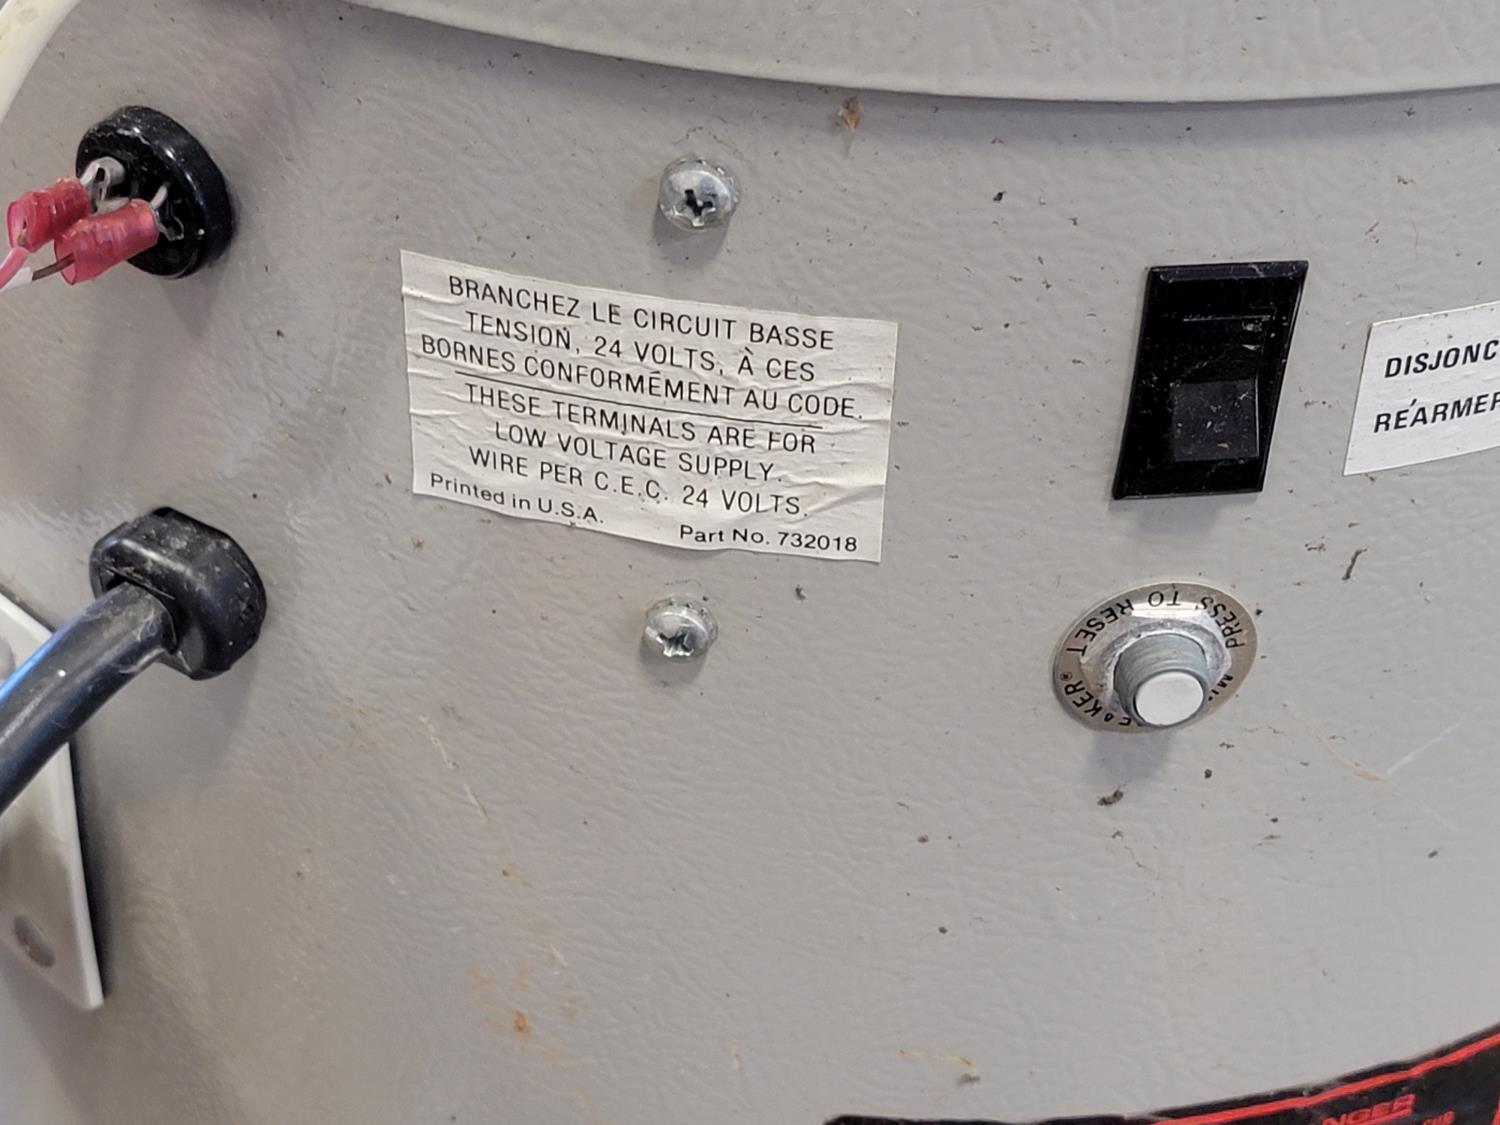 BRANCHEZ LE CIRCUIT BASSE
TENSION, 24 VOLTS, À CES
BORNES CONFORMÉMENT AU CODE.
THESE TERMINALS ARE FOR
LOW VOLTAGE SUPPLY.
WIRE PER C.E.C. 24 VOLTS.
Printed in U.S.A.
Part No. 732018
DISJONC
RÉARMER
PRESS TO RESET